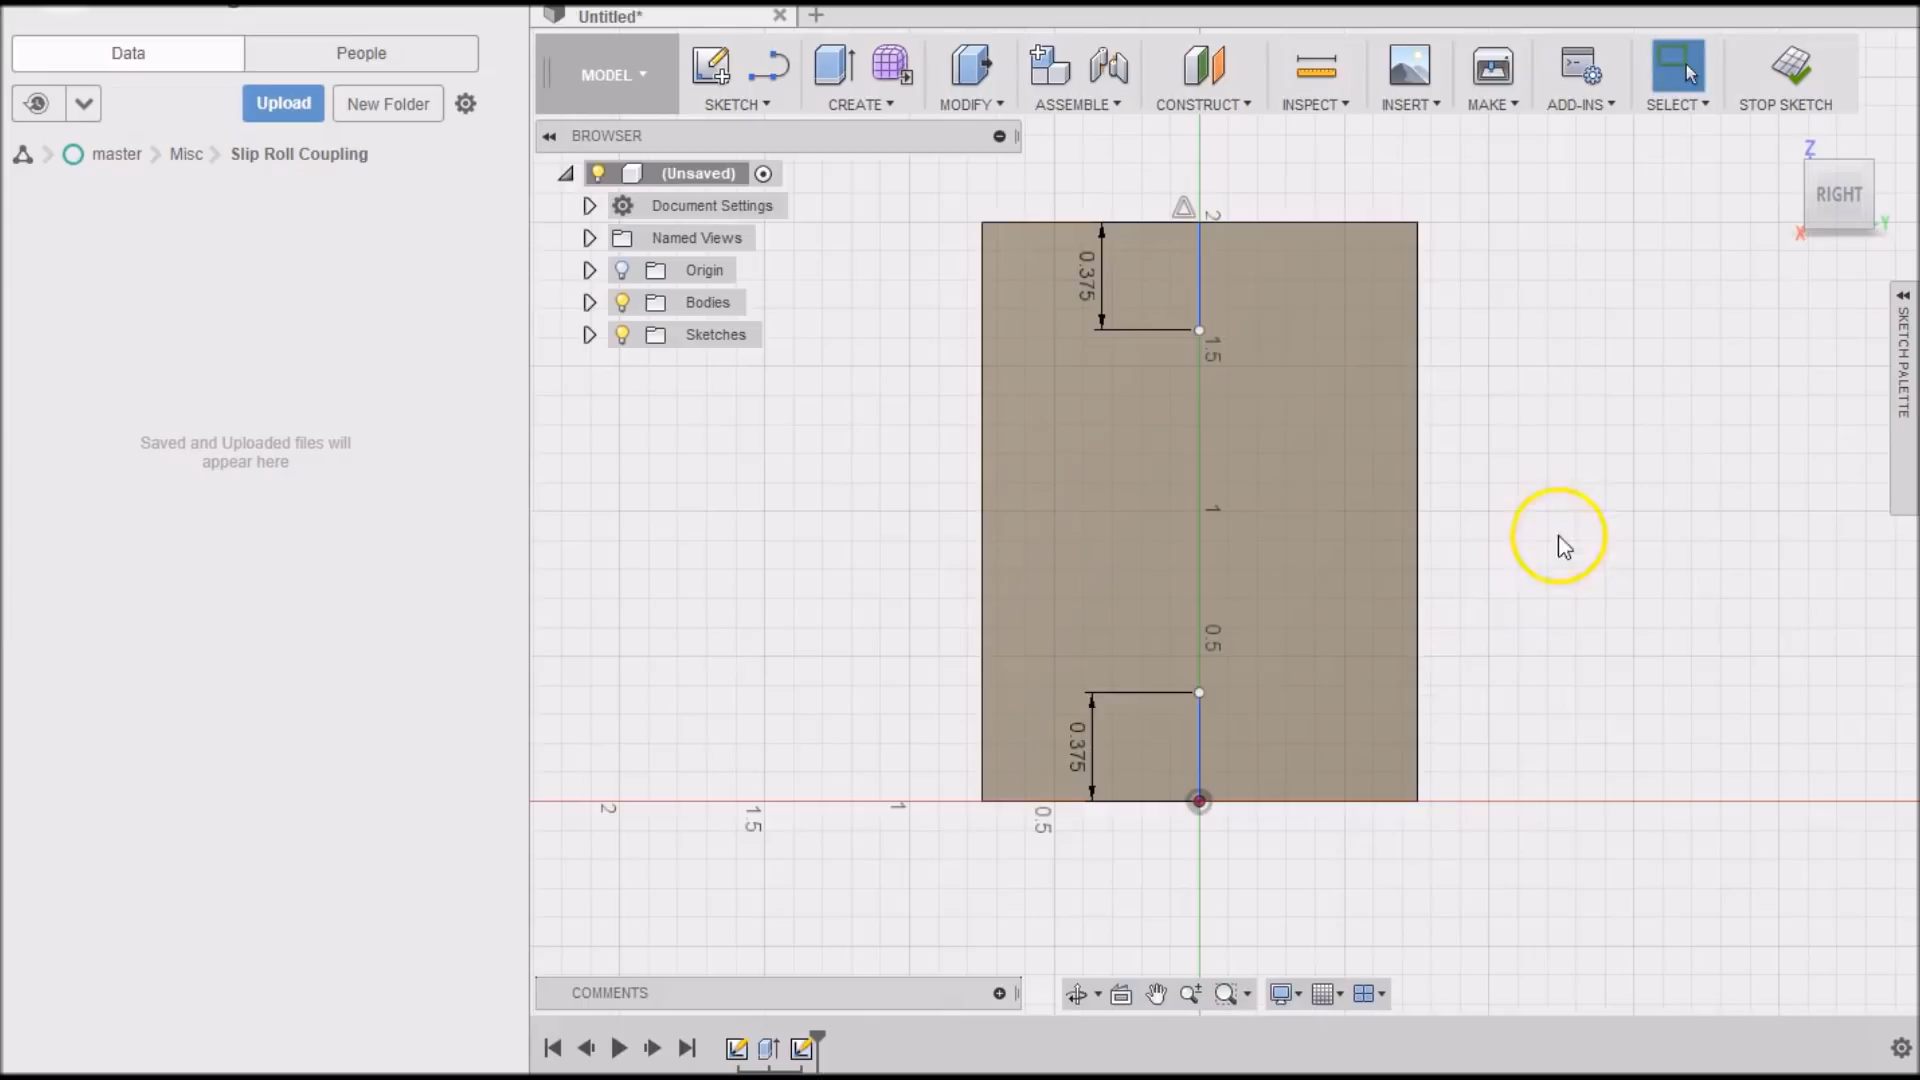 Untitled*
Data
People
Upload
New Folder
master
Misc
Slip Roll Coupling
Saved and Uploaded files will
appear here
MODEL
SKETCH
CREATE
MODIFY
ASSEMBLE
CONSTRUCT
INSPECT
INSERT
MAKE
ADD-INS
SELECT
STOP SKETCH
BROWSER
(Unsaved)
Document Settings
Named Views
Origin
Bodies
Sketches
Z
RIGHT
Y
X
SKETCH PALETTE
2
0.375
1.5
1
0.5
0.375
2
1.5
1
0.5
COMMENTS